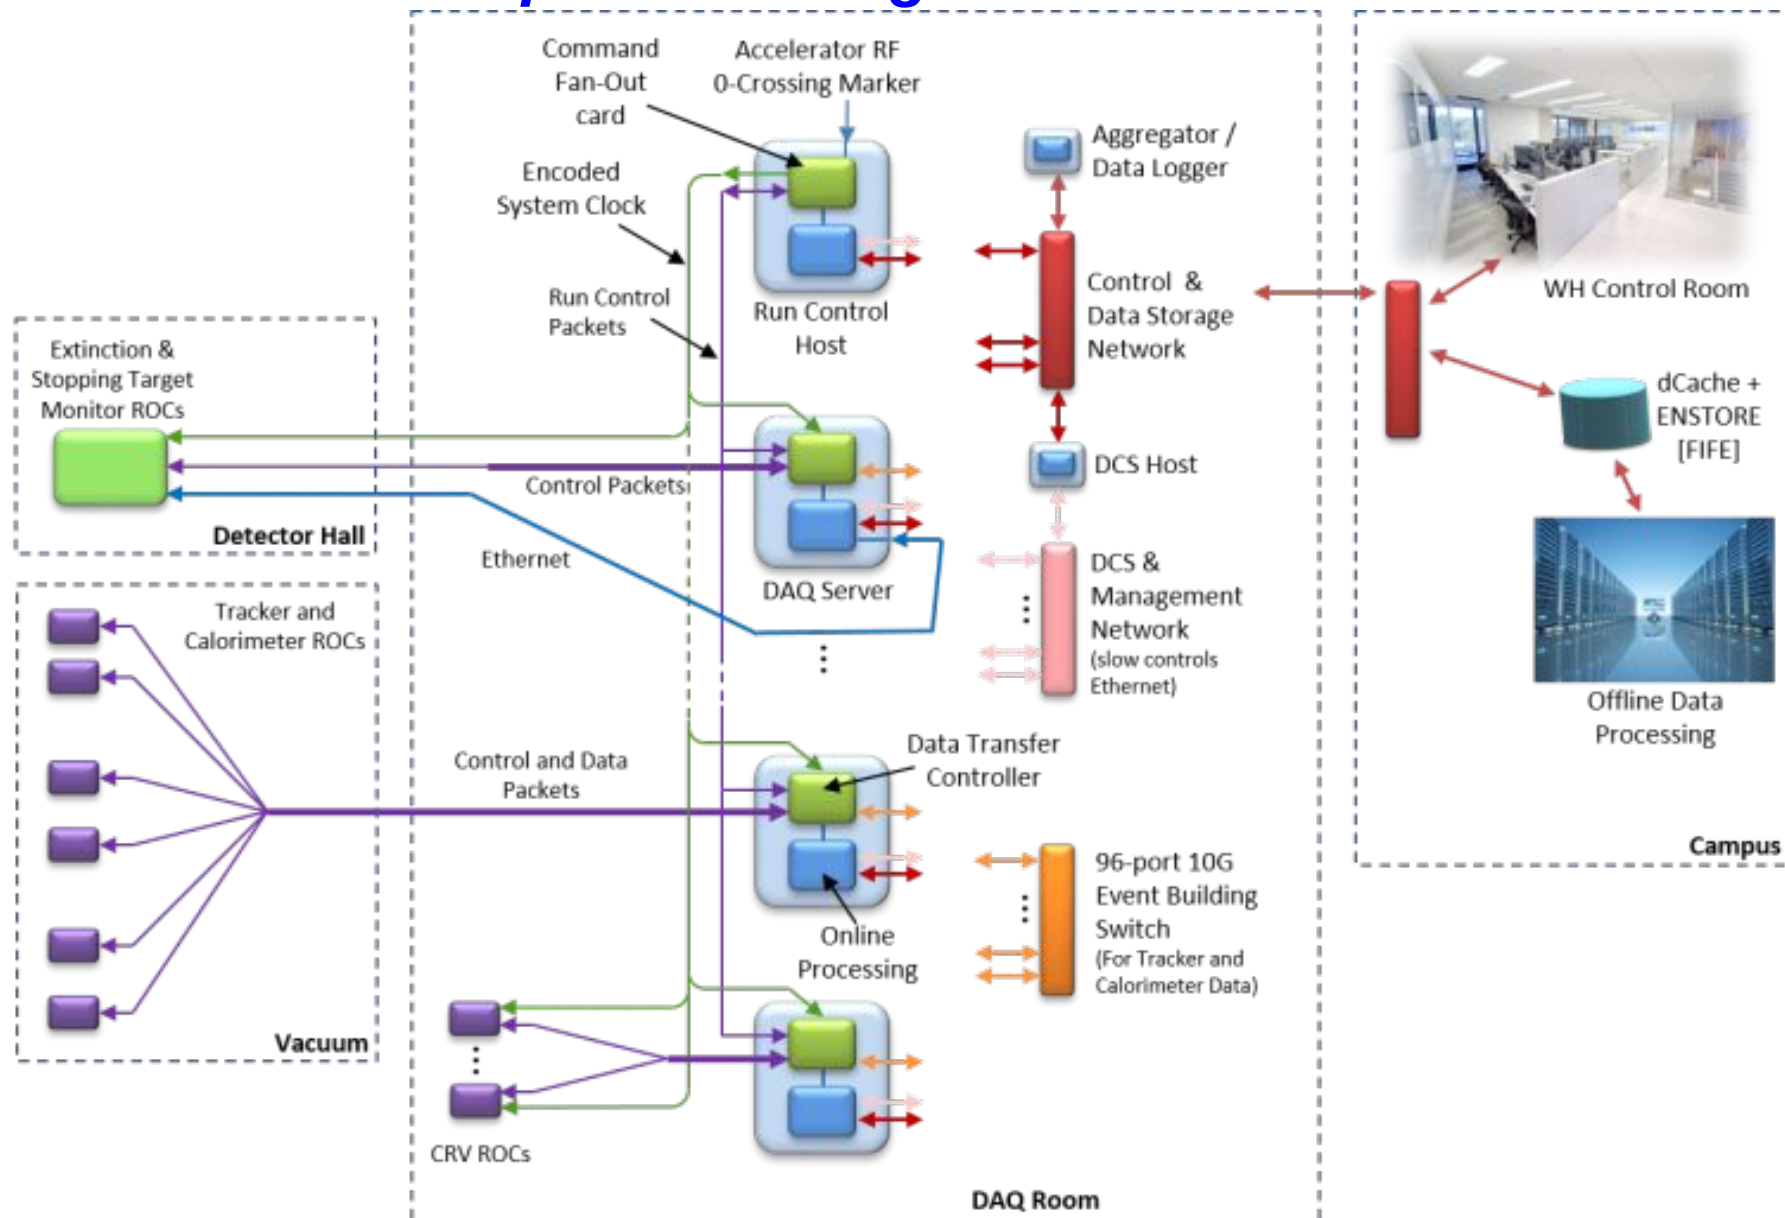 Command
Fan-Out
card
Accelerator RF
0-Crossing Marker
Encoded
System Clock
Run Control
Packets
Run Control
Host
Aggregator /
Data Logger
Control &
Data Storage
Network
WH Control Room
dCache +
ENSTORE
[FIFE]
Offline Data
Processing
Campus
Extinction &
Stopping Target
Monitor ROCs
Detector Hall
Control Packets
Ethernet
DAQ Server
DCS Host
DCS &
Management
Network
(slow controls
Ethernet)
Tracker and
Calorimeter ROCs
Vacuum
Control and Data
Packets
Data Transfer
Controller
Online
Processing
96-port 10G
Event Building
Switch
(For Tracker and
Calorimeter Data)
CRV ROCs
DAQ Room